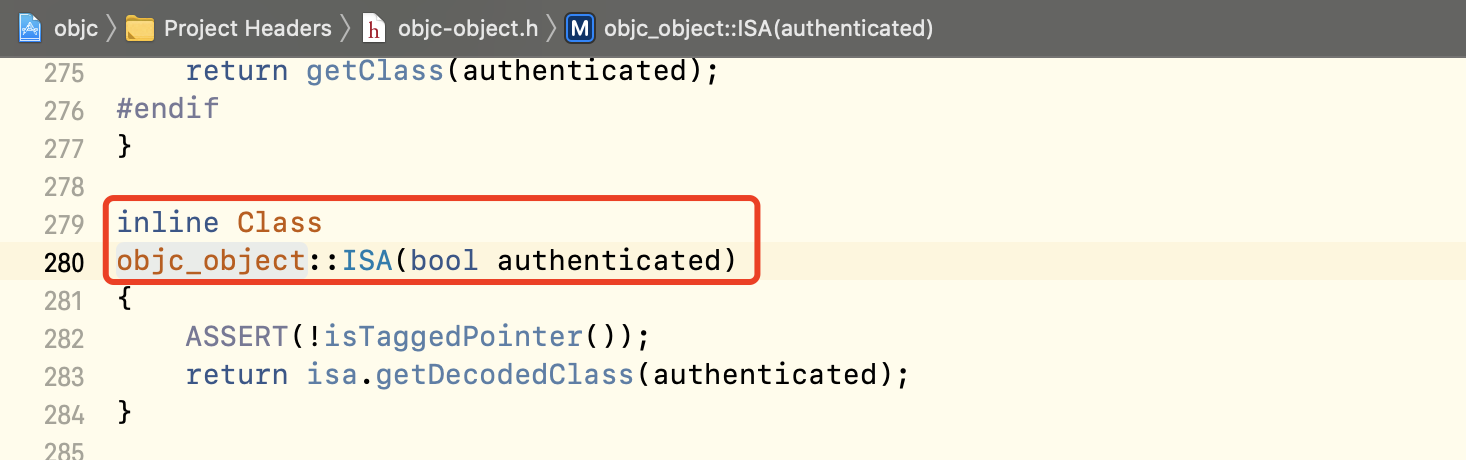 objc 〉 Project Headers 〉 h objc-object.h 〉 M objc_object::ISA(authenticated)
275 return getClass(authenticated);
276 #endif
277 }
278
279 inline Class
280 objc_object::ISA(bool authenticated)
281 {
282 ASSERT(!isTaggedPointer());
283 return isa.getDecodedClass(authenticated);
284 }
285